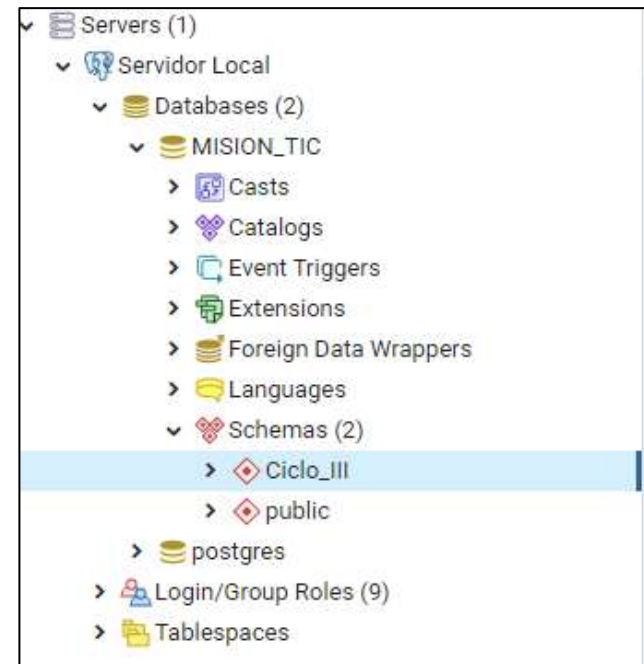 Servers (1)
Servidor Local
Databases (2)
MISION_TIC
Casts
Catalogs
Event Triggers
Extensions
Foreign Data Wrappers
Languages
Schemas (2)
Ciclo_III
public
postgres
Login/Group Roles (9)
Tablespaces